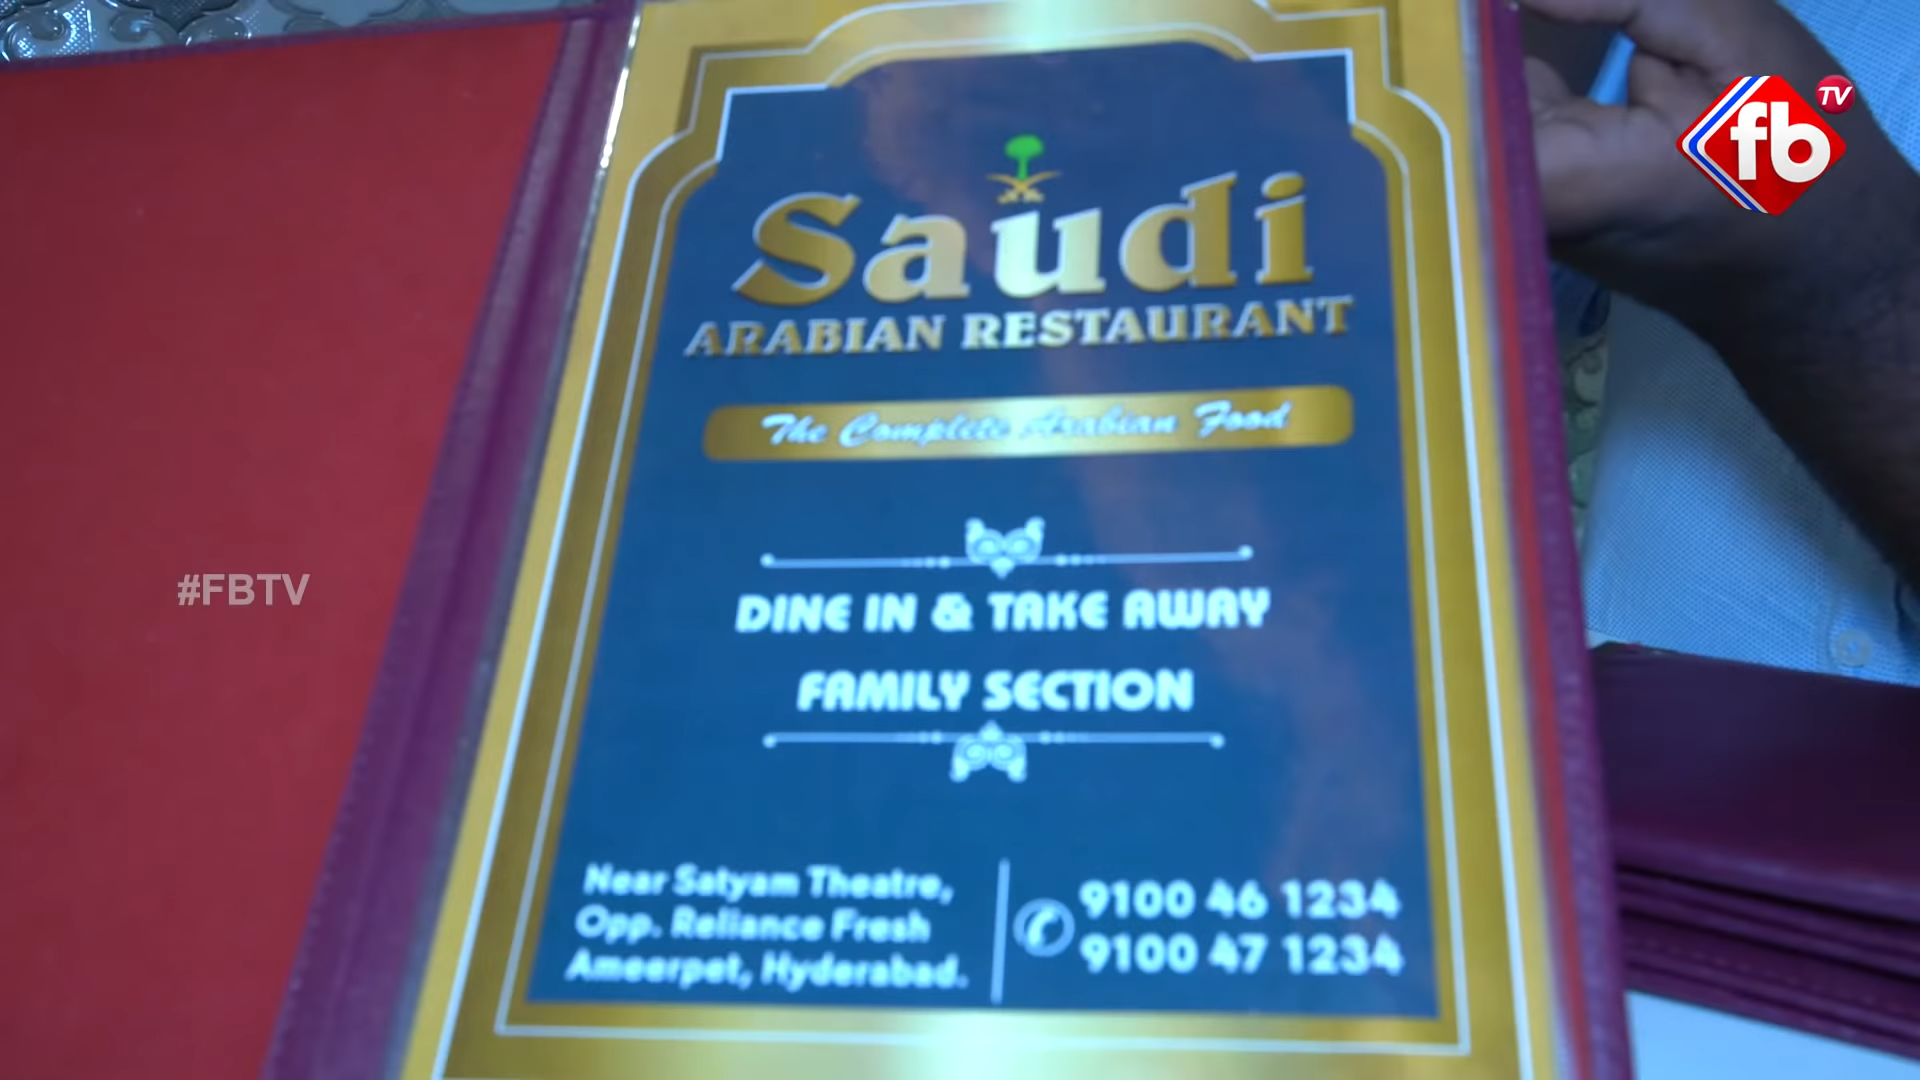 fb TV
Saudi
ARABIAN RESTAURANT
The Complete Arabian Food
#FBTV
DINE IN & TAKE AWAY
FAMILY SECTION
Near Satyam Theatre,
Opp. Reliance Fresh
Ameerpet, Hyderabad.
9100 46 1234
9100 47 1234